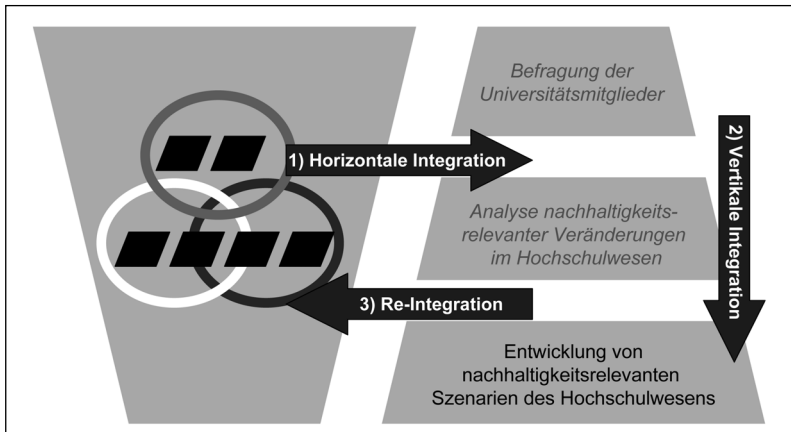 Befragung der
Universitätsmitglieder
1) Horizontale Integration
2) Vertikale Integration
Analyse nachhaltigkeits-
relevanter Veränderungen
im Hochschulwesen
3) Re-Integration
Entwicklung von
nachhaltigkeitsrelevanten
Szenarien des Hochschulwesens